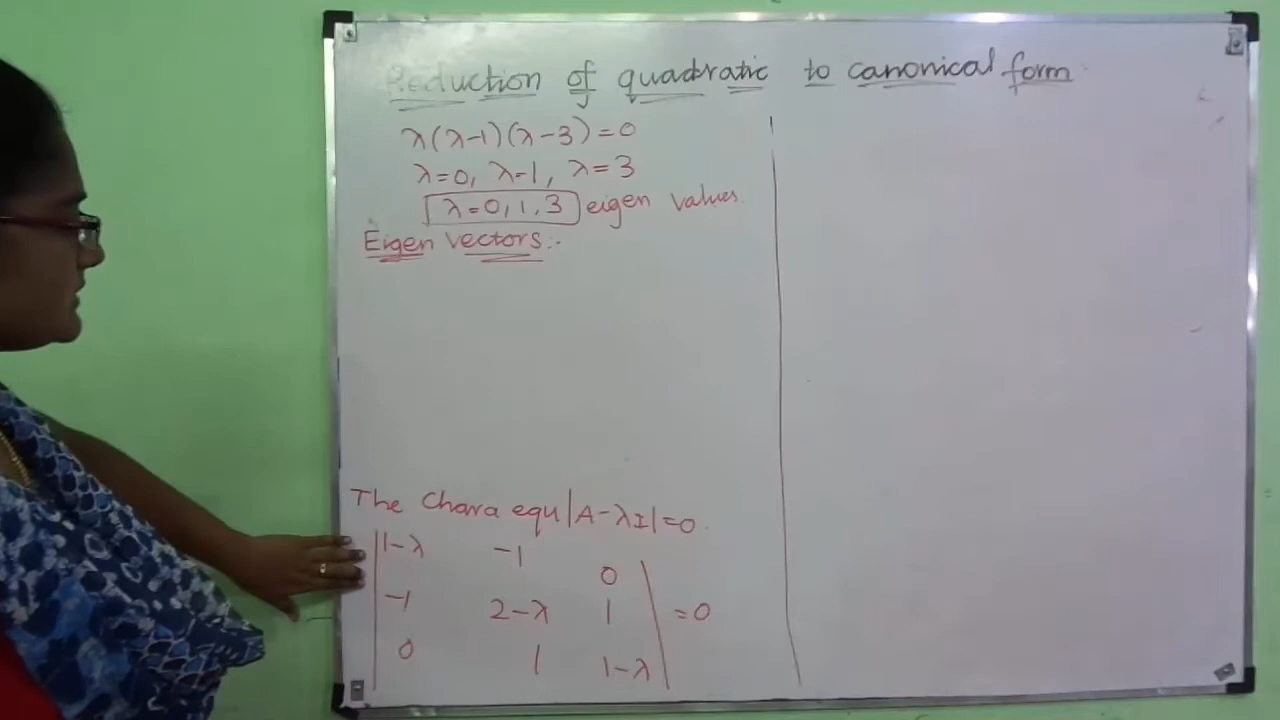 Reduction of quadratic to canonical form
λ(λ-1)(λ-3)=0
λ=0, λ=1, λ=3
λ=0,1,3 eigen values.
Eigen vectors:-
The Chara equ |A-λI|=0.
|1-λ -1 0|
|-1 2-λ 1| =0
|0 1 1-λ|